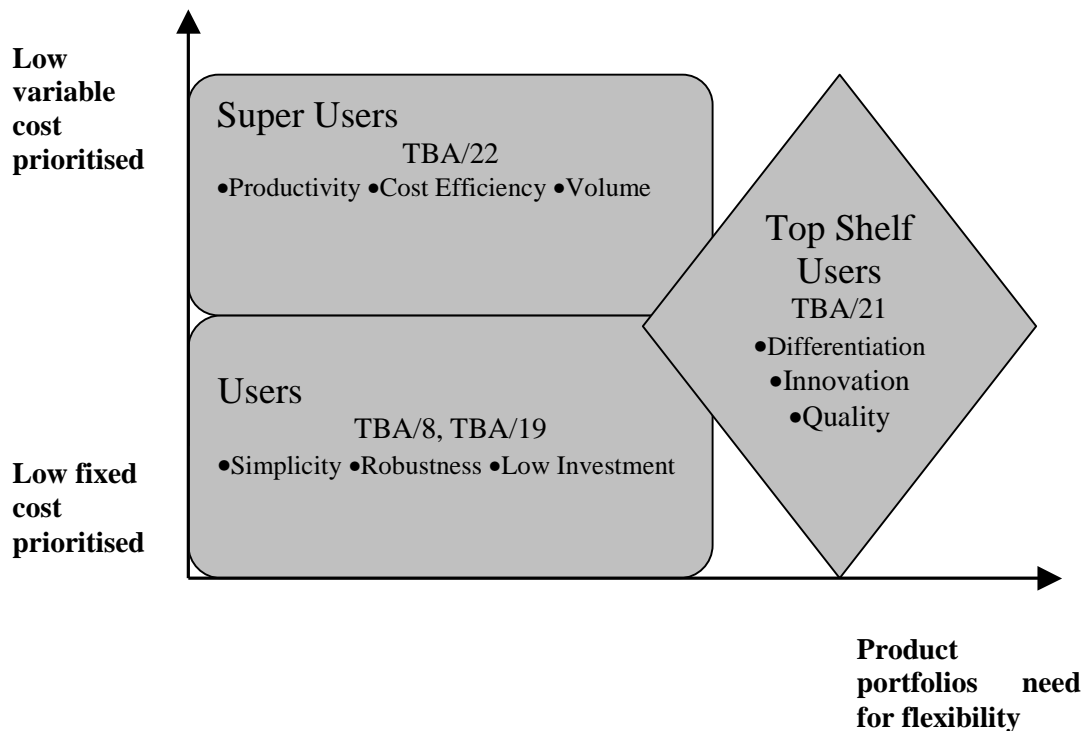 Low
variable
cost
prioritised
Super Users
TBA/22
•Productivity •Cost Efficiency •Volume
Top Shelf
Users
TBA/21
•Differentiation
•Innovation
•Quality
Users
TBA/8, TBA/19
•Simplicity •Robustness •Low Investment
Low fixed
cost
prioritised
Product
portfolios need
for flexibility